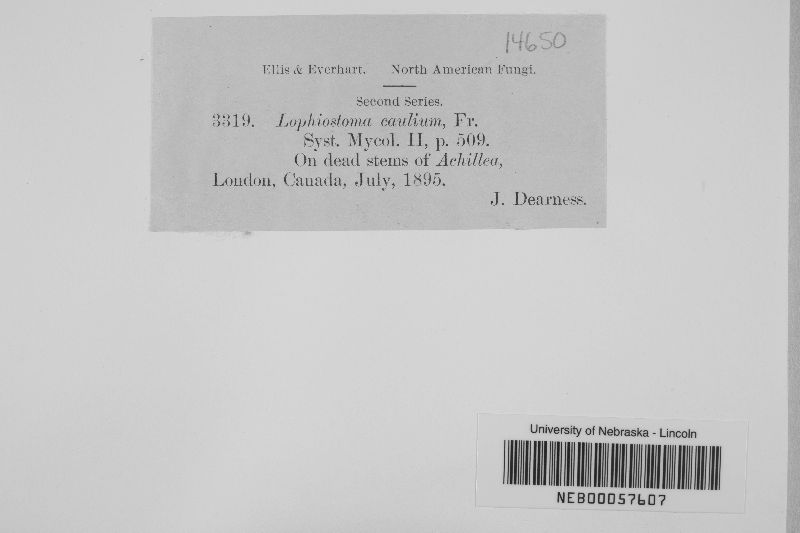 14650
Ellis & Everhart. North American Fungi.
Second Series.
3319. Lophiostoma caulium, Fr.
Syst. Mycol. II, p. 509.
On dead stems of Achillea,
London, Canada, July, 1895.
J. Dearness.
University of Nebraska - Lincoln
NEB00057607